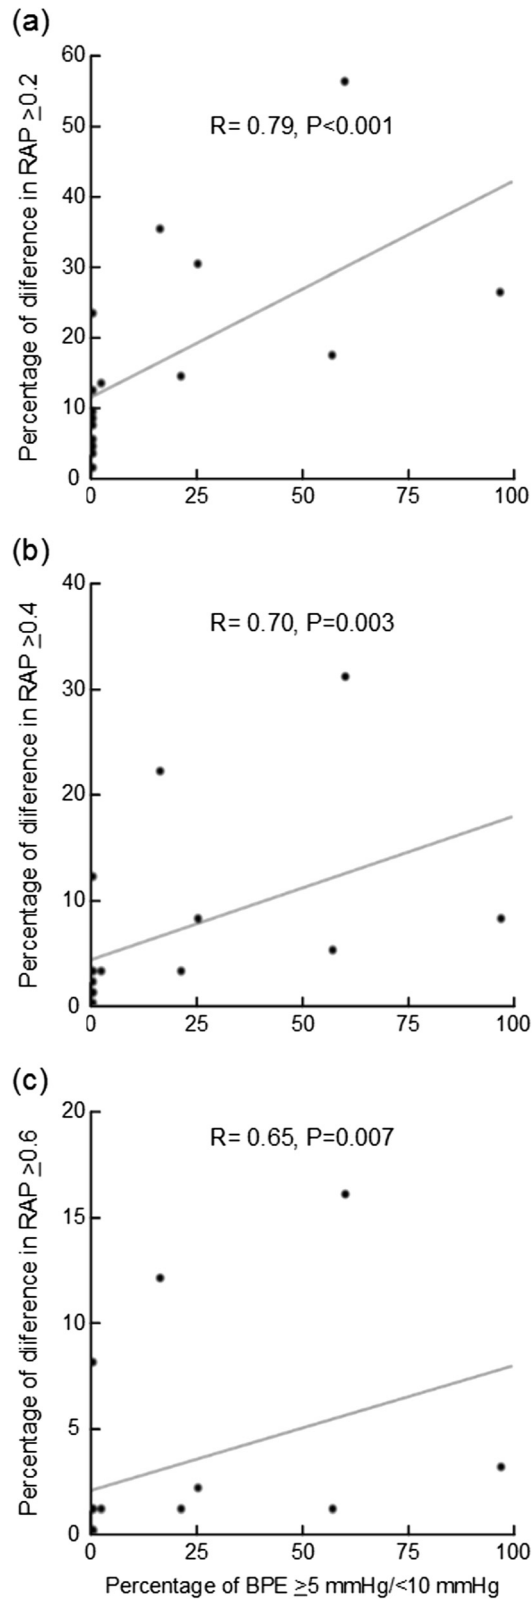 (a)
Percentage of diiference in RAP ≥0.2
60
50
40
30
20
10
0
R= 0.79, P<0.001
0 25 50 75 100
(b)
Percentage of diiference in RAP ≥0.4
40
30
20
10
0
R= 0.70, P=0.003
0 25 50 75 100
(c)
Percentage of diiference in RAP ≥0.6
20
15
10
5
0
R= 0.65, P=0.007
0 25 50 75 100
Percentage of BPE ≥5 mmHg/<10 mmHg